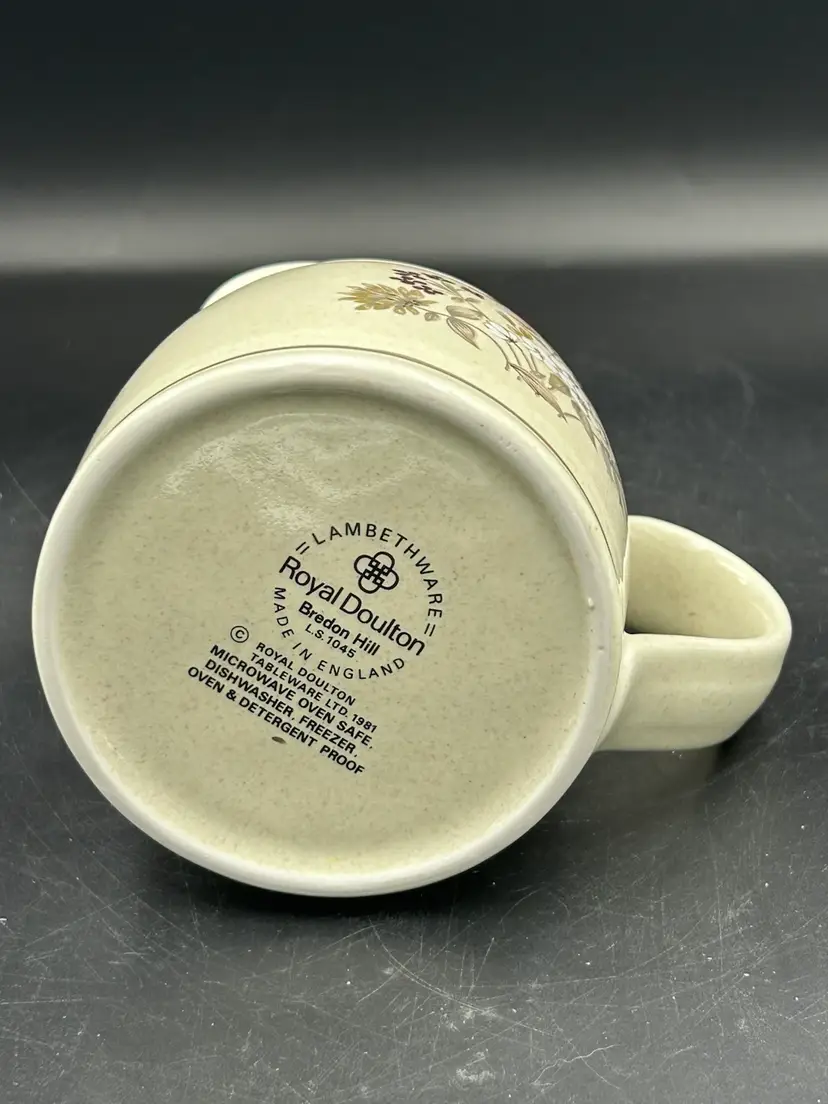 =LAMBETHWARE=
Royal Doulton
Bredon Hill
L.S.1045
MADE IN ENGLAND
© ROYAL DOULTON
TABLEWARE LTD. 1981
MICROWAVE OVEN SAFE.
DISHWASHER, FREEZER,
OVEN & DETERGENT PROOF